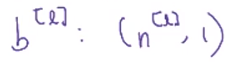 b^[l] : (n^[l], 1)